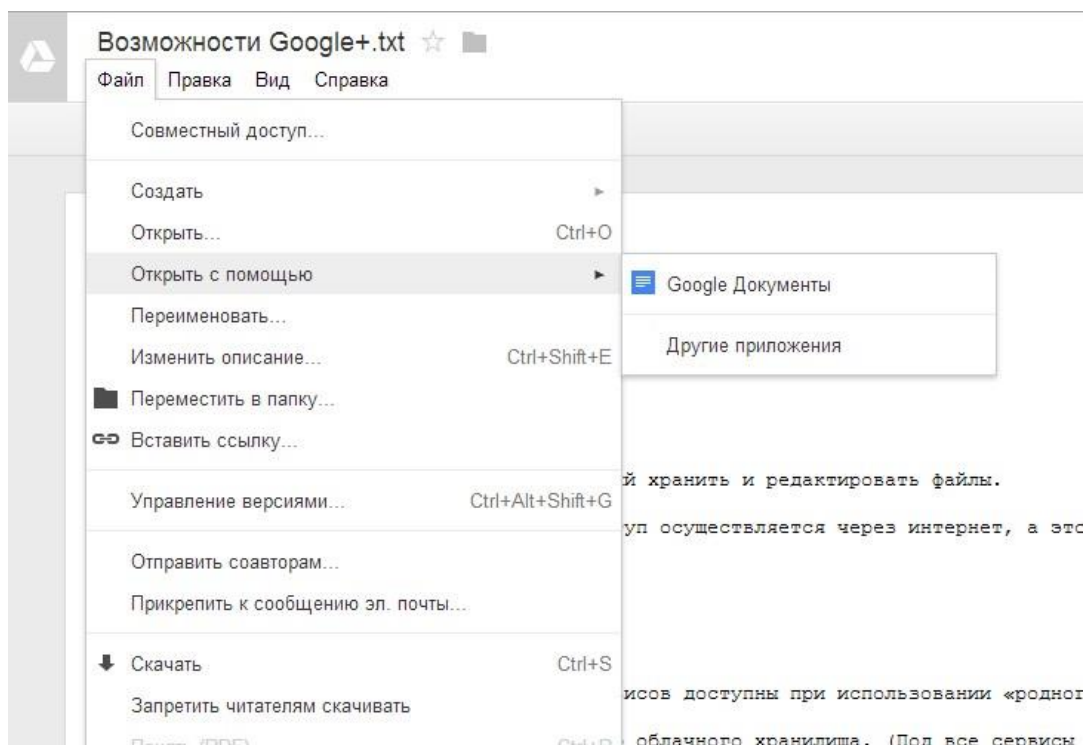 Возможности Google+.txt
Файл Правка Вид Справка
Совместный доступ...
Создать
Открыть... Ctrl+O
Открыть с помощью
Google Документы
Переименовать...
Другие приложения
Изменить описание... Ctrl+Shift+E
Переместить в папку...
Вставить ссылку...
й хранить и редактировать файлы.
Управление версиями... Ctrl+Alt+Shift+G
уп осуществляется через интернет, а это
Отправить соавторам...
Прикрепить к сообщению эл. почты...
Скачать Ctrl+S
исов доступны при использовании «родног
Запретить читателям скачивать
облачного хранилища. (Под все сервисы